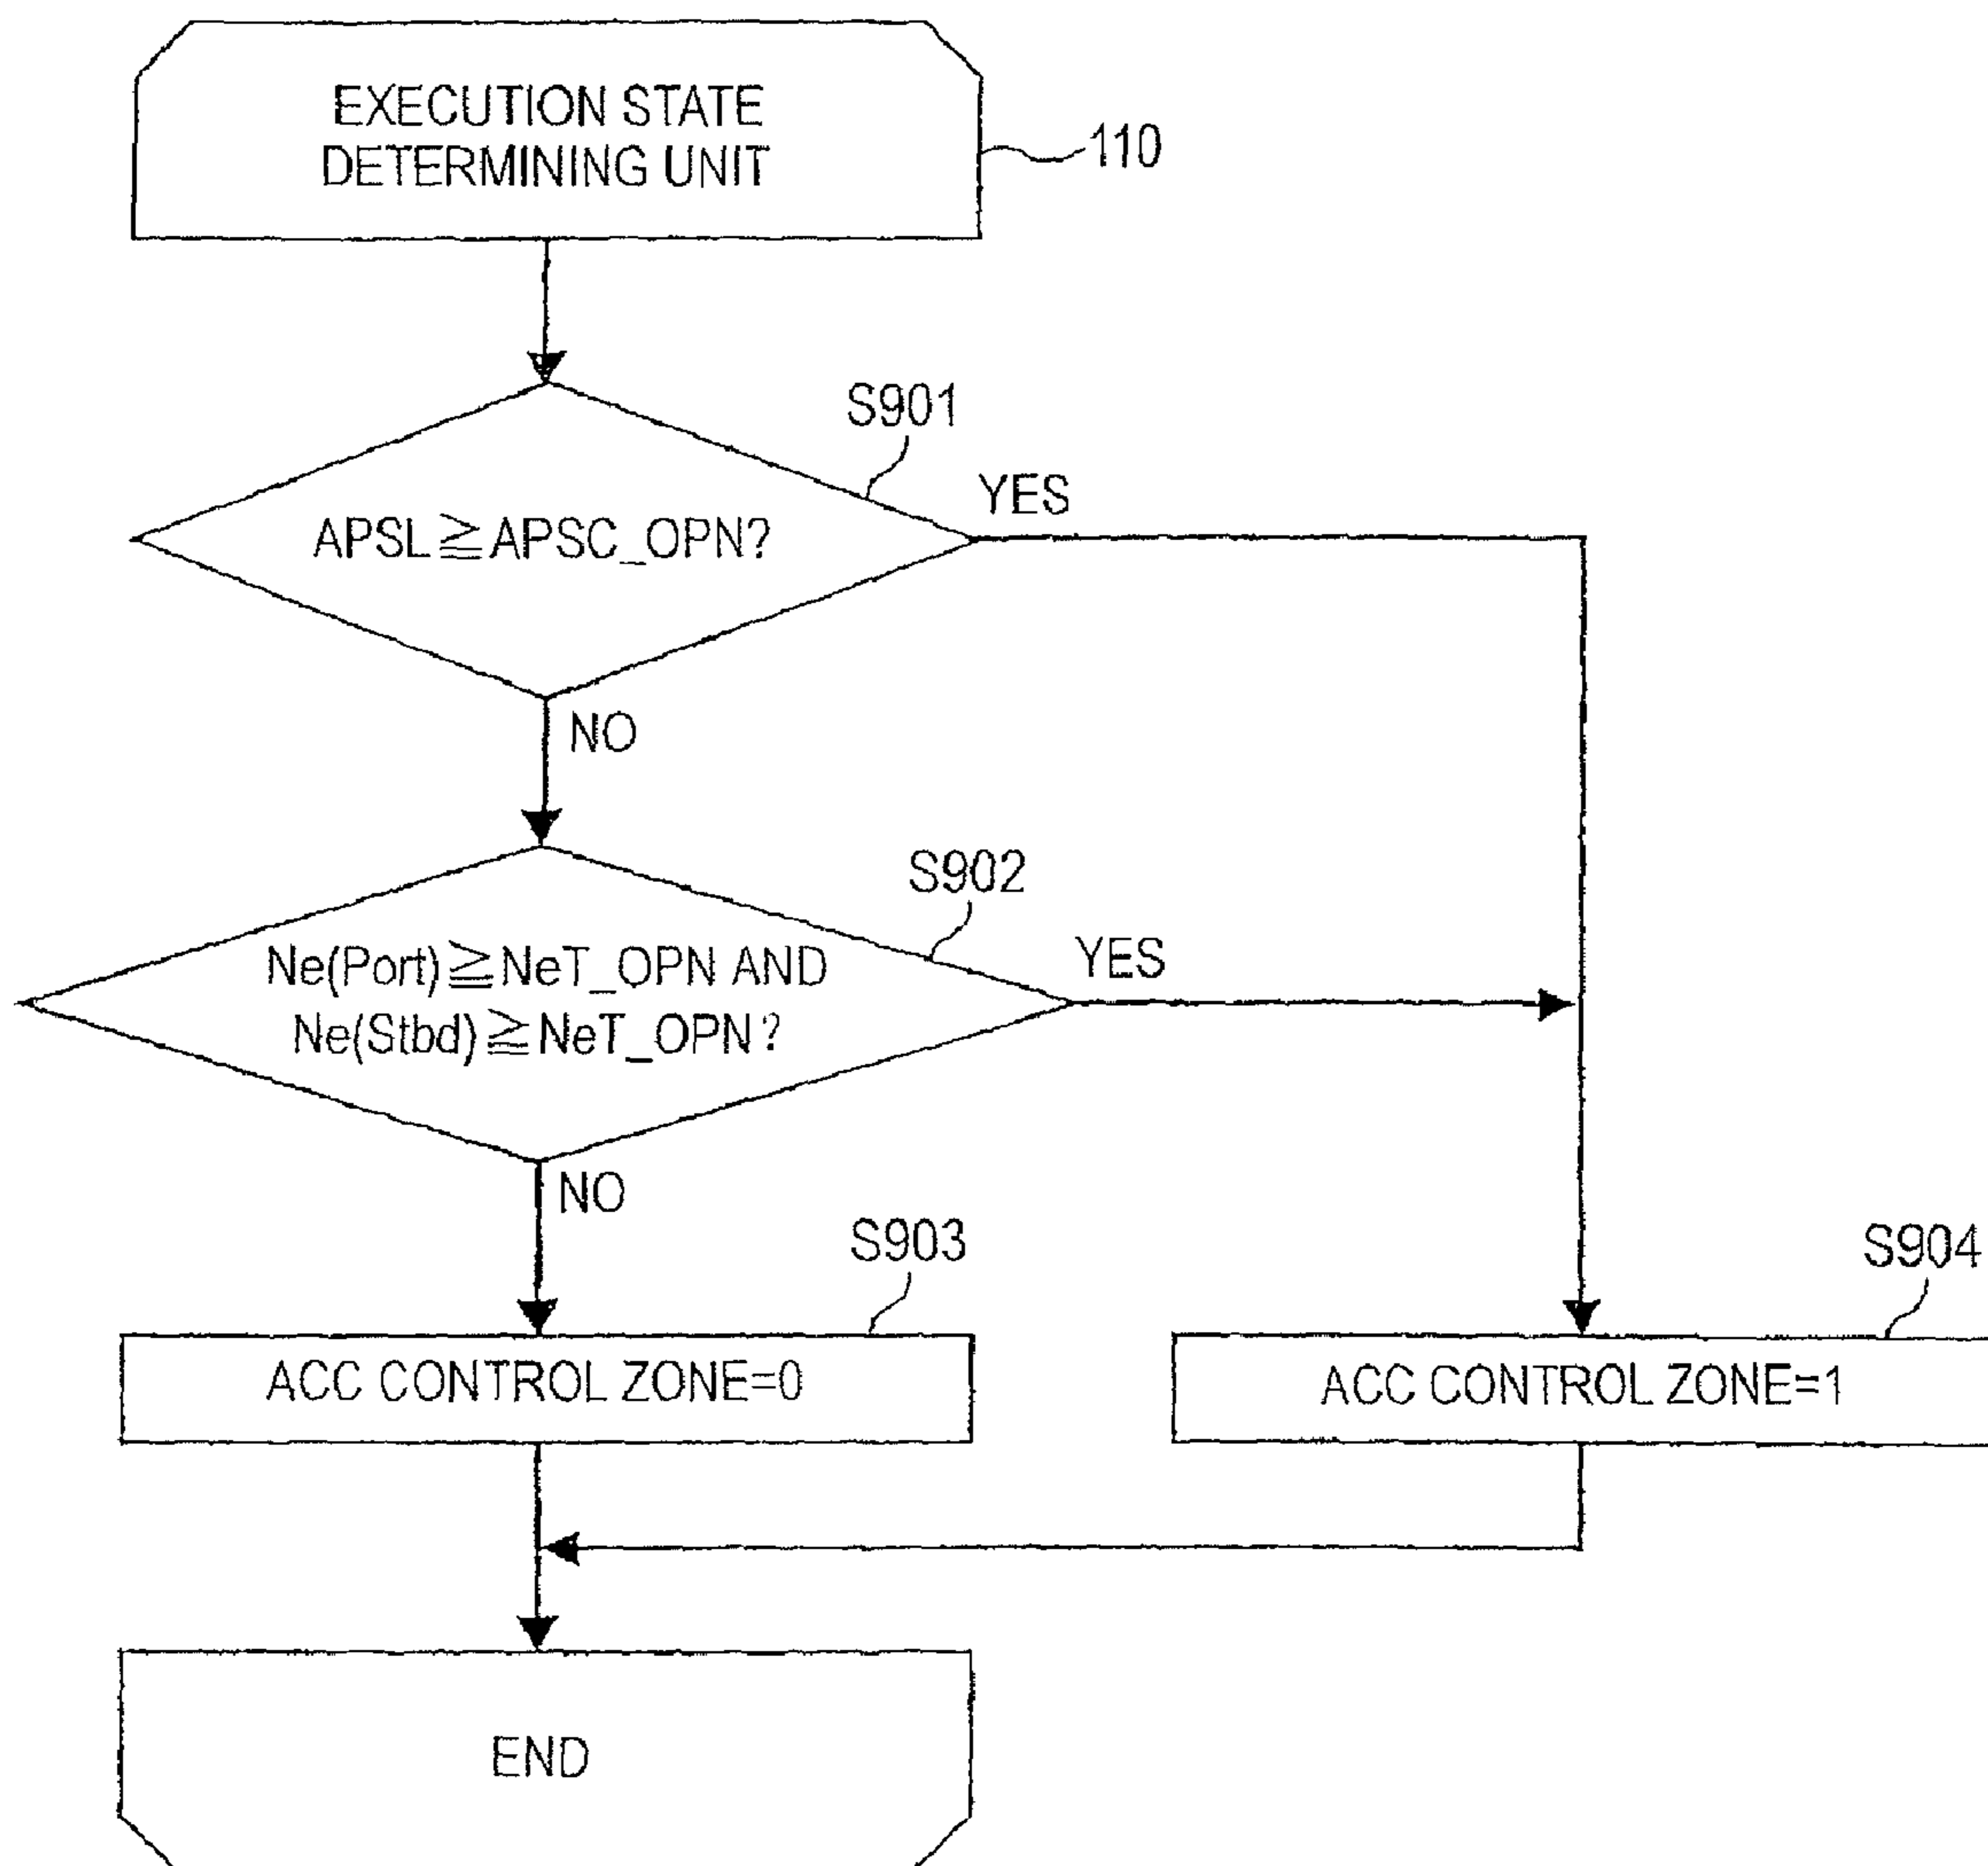 EXECUTION STATE
DETERMINING UNIT
110
S901
APSL≧APSC_OPN?
YES
NO
S902
Ne(Port)≧NeT_OPN AND
Ne(Stbd)≧NeT_OPN?
YES
NO
S903
ACC CONTROL ZONE=0
S904
ACC CONTROL ZONE=1
END